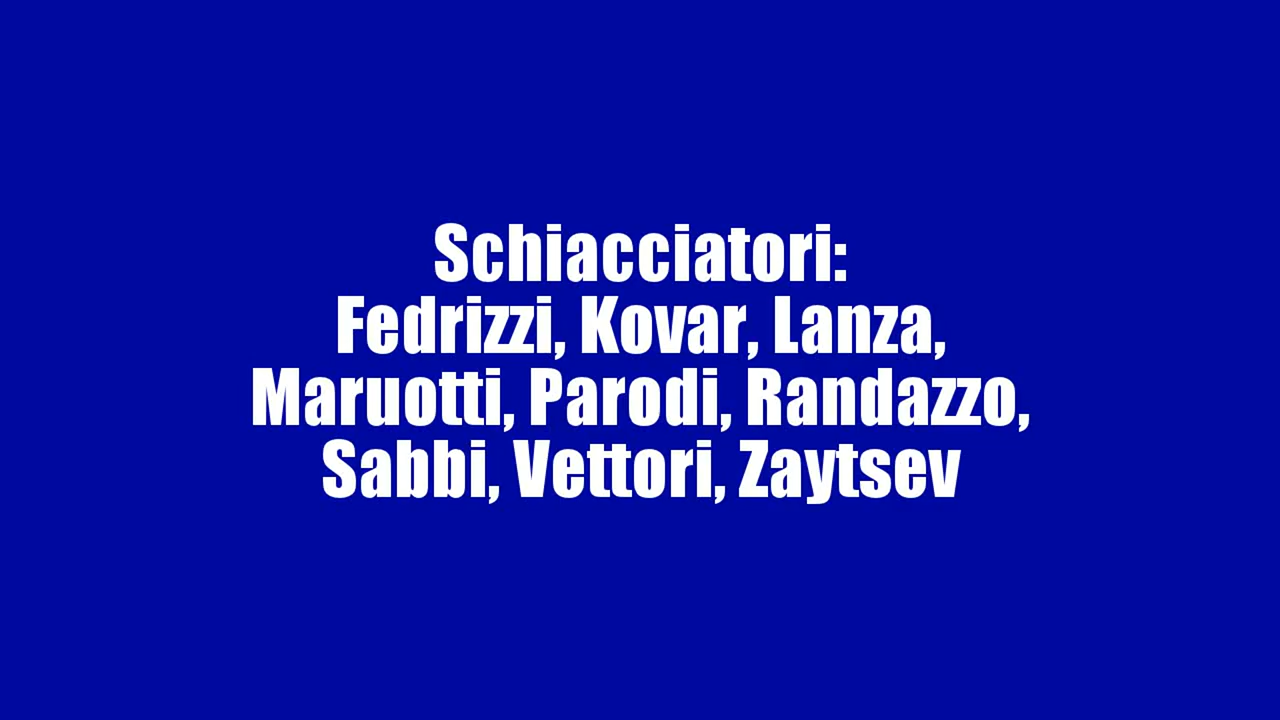 Schiacciatori:
Fedrizzi, Kovar, Lanza,
Maruotti, Parodi, Randazzo,
Sabbi, Vettori, Zaytsev